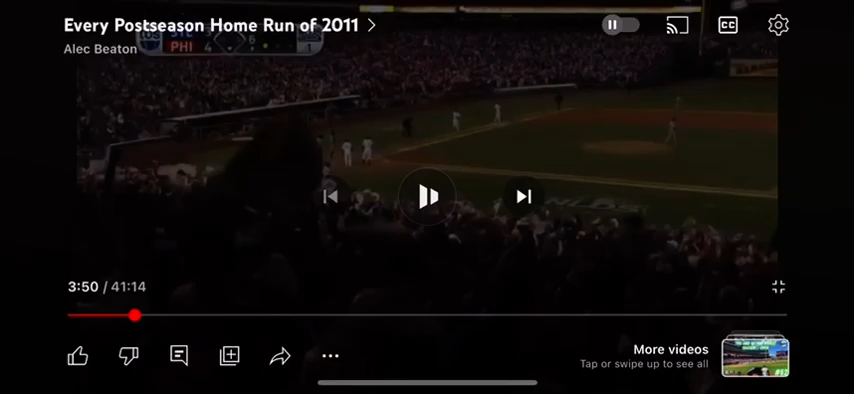 Every Postseason Home Run of 2011
Alec Beaton
STL
PHI 4
NLDS
3:50 / 41:14
More videos
Tap or swipe up to see all